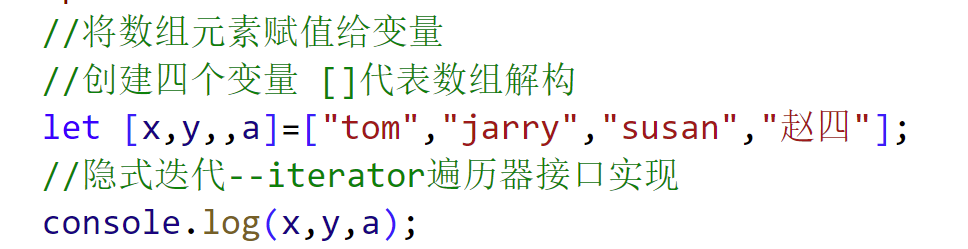 //将数组元素赋值给变量
//创建四个变量 []代表数组解构
let [x,y,,a]=["tom","jarry","susan","赵四"];
//隐式迭代--iterator遍历器接口实现
console.log(x,y,a);